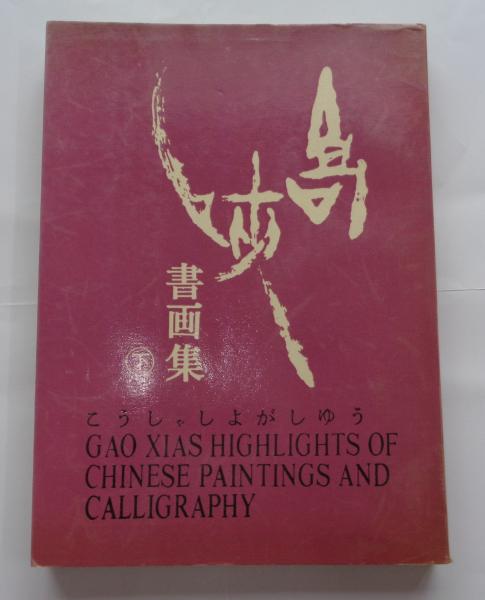 高
書画集
下
こうしゃしよがしゆう
GAO XIAS HIGHLIGHTS OF
CHINESE PAINTINGS AND
CALLIGRAPHY